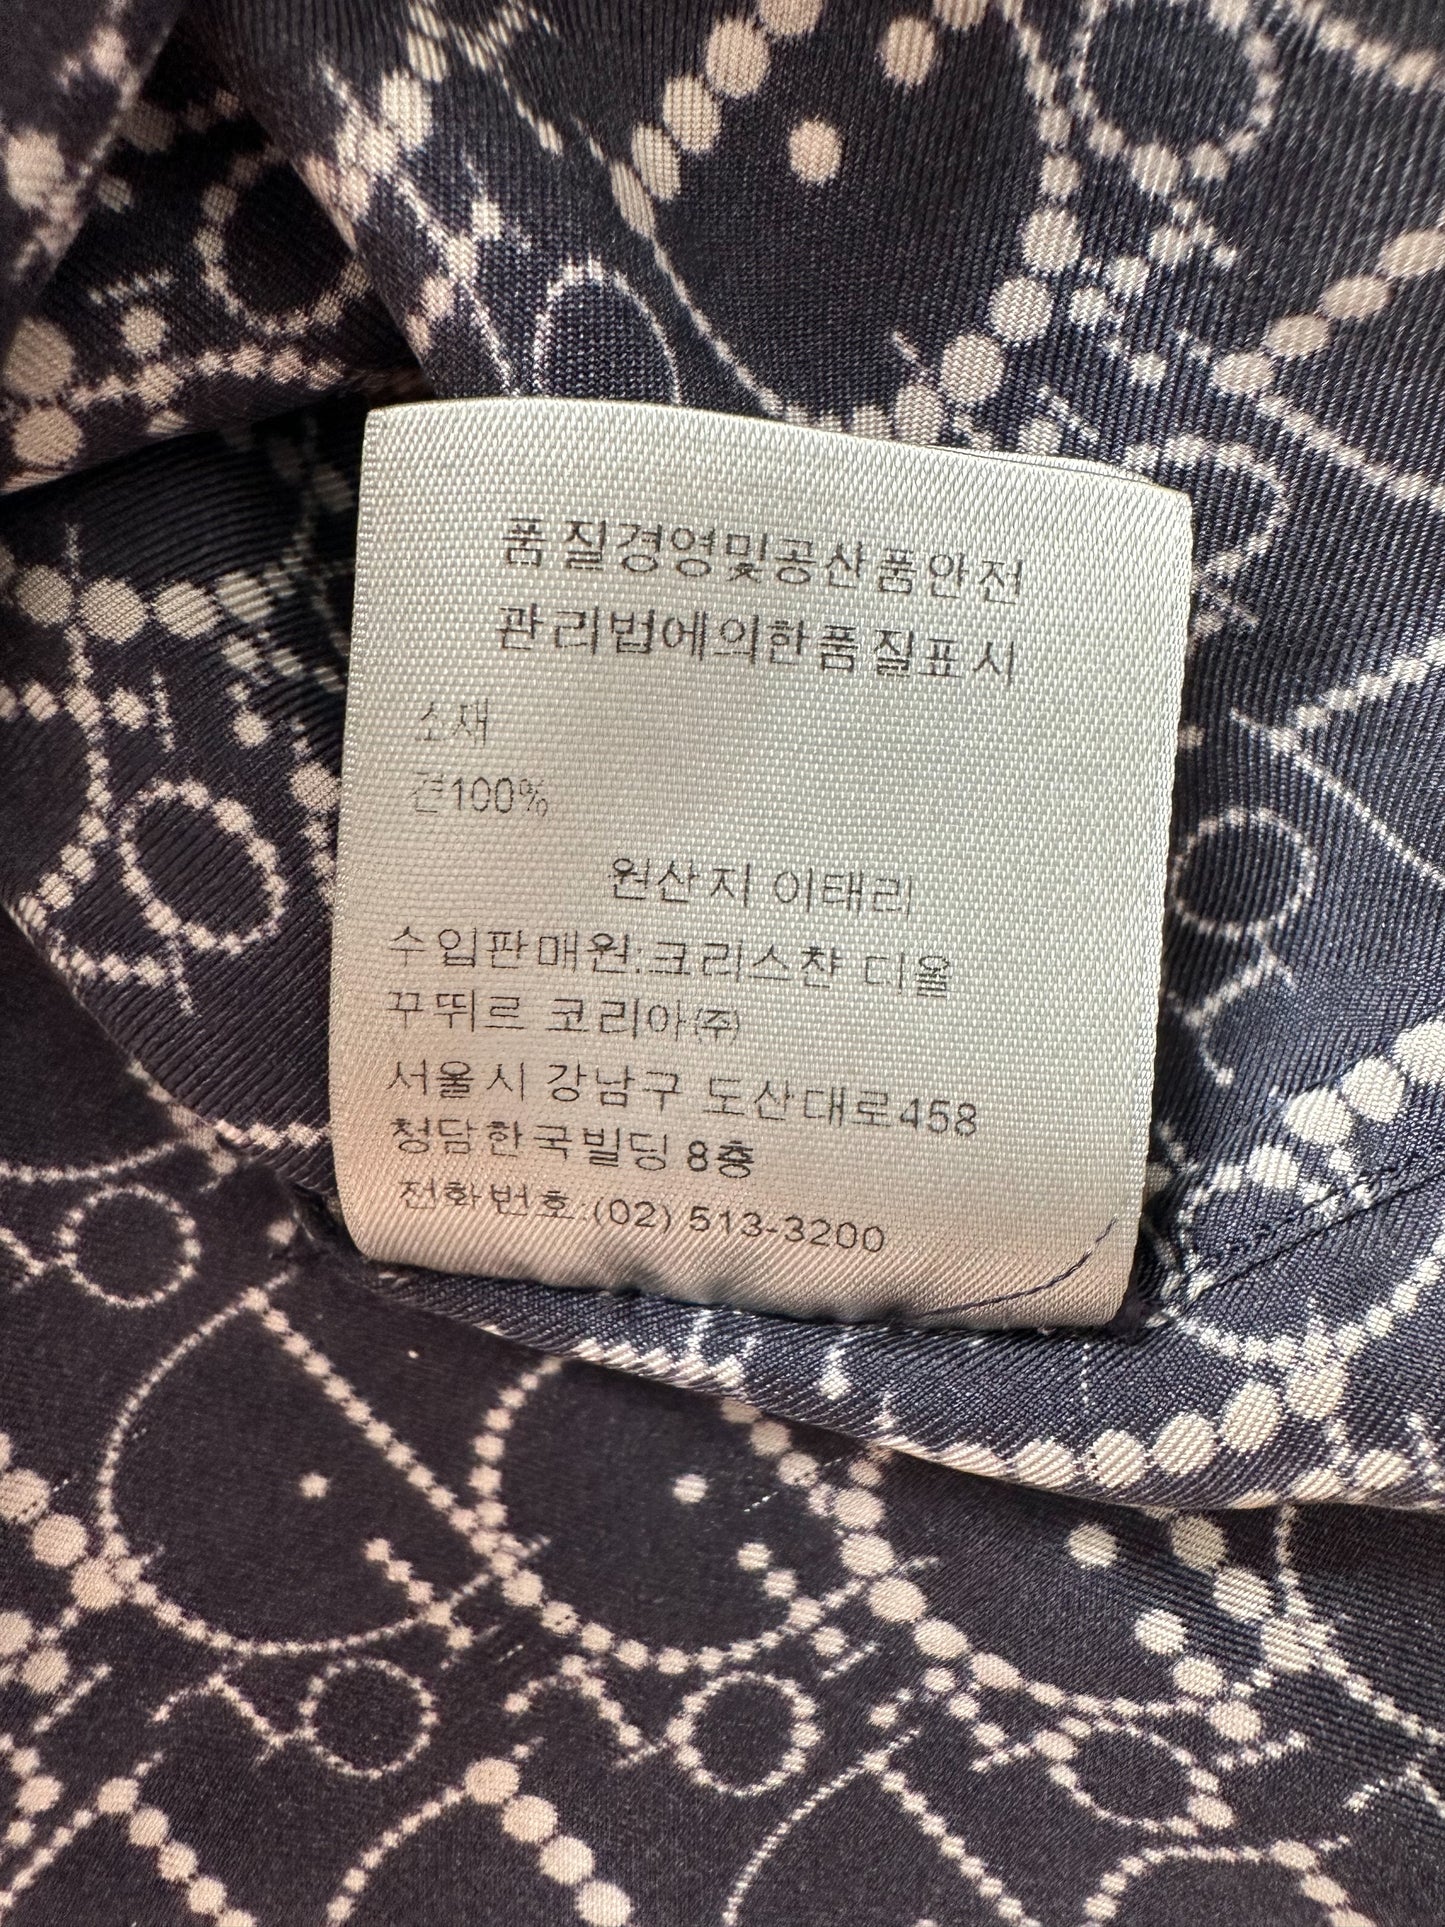 품질경영및공산품안전
관리법에의한품질표시
소재
견100%
원산지 이태리
수입판매원:크리스챤 디올
꾸뛰르 코리아(주)
서울시 강남구 도산대로458
청담한국빌딩 8층
전화번호:(02) 513-3200